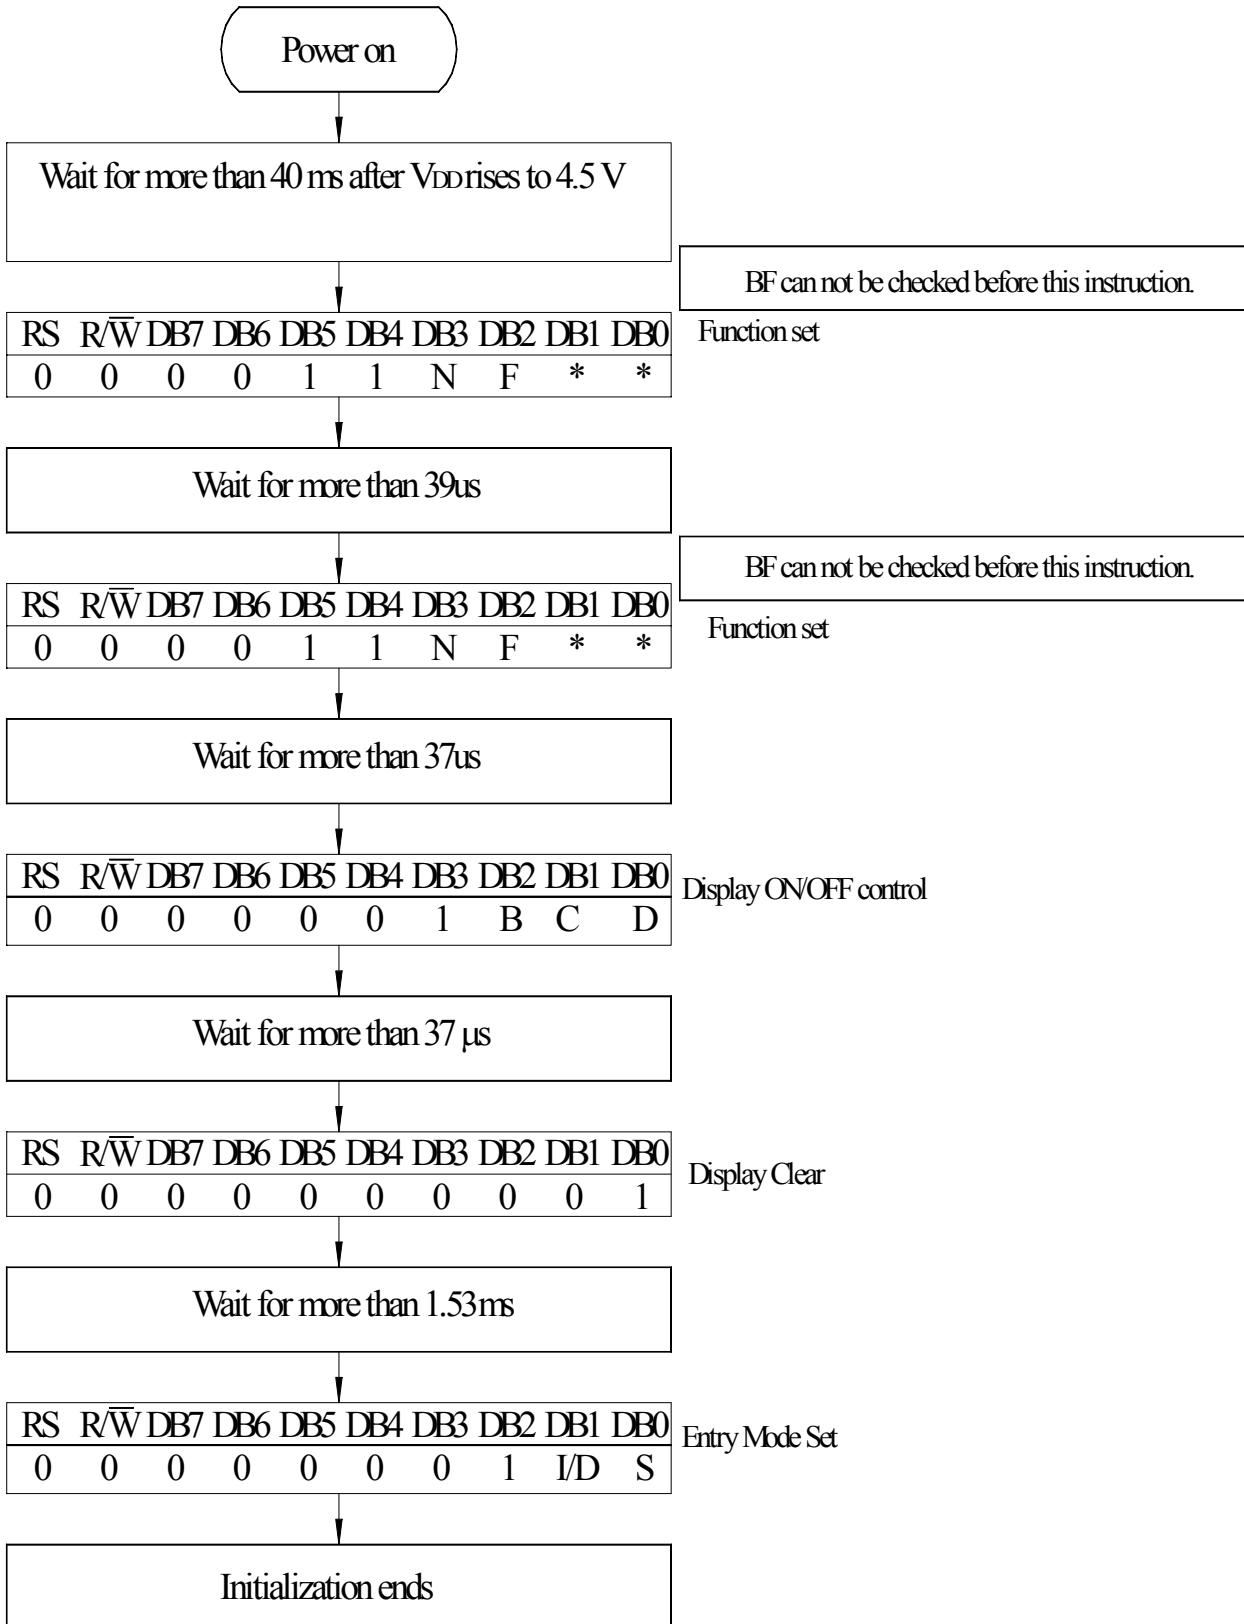 Power on
Wait for more than 40 ms after VDD rises to 4.5 V
BF can not be checked before this instruction.
RS R/W̅ DB7 DB6 DB5 DB4 DB3 DB2 DB1 DB0
Function set
0 0 0 0 1 1 N F * *
Wait for more than 39us
BF can not be checked before this instruction.
RS R/W̅ DB7 DB6 DB5 DB4 DB3 DB2 DB1 DB0
Function set
0 0 0 0 1 1 N F * *
Wait for more than 37us
RS R/W̅ DB7 DB6 DB5 DB4 DB3 DB2 DB1 DB0
Display ON/OFF control
0 0 0 0 0 0 1 B C D
Wait for more than 37 μs
RS R/W̅ DB7 DB6 DB5 DB4 DB3 DB2 DB1 DB0
Display Clear
0 0 0 0 0 0 0 0 0 1
Wait for more than 1.53ms
RS R/W̅ DB7 DB6 DB5 DB4 DB3 DB2 DB1 DB0
Entry Mode Set
0 0 0 0 0 0 0 1 I/D S
Initialization ends